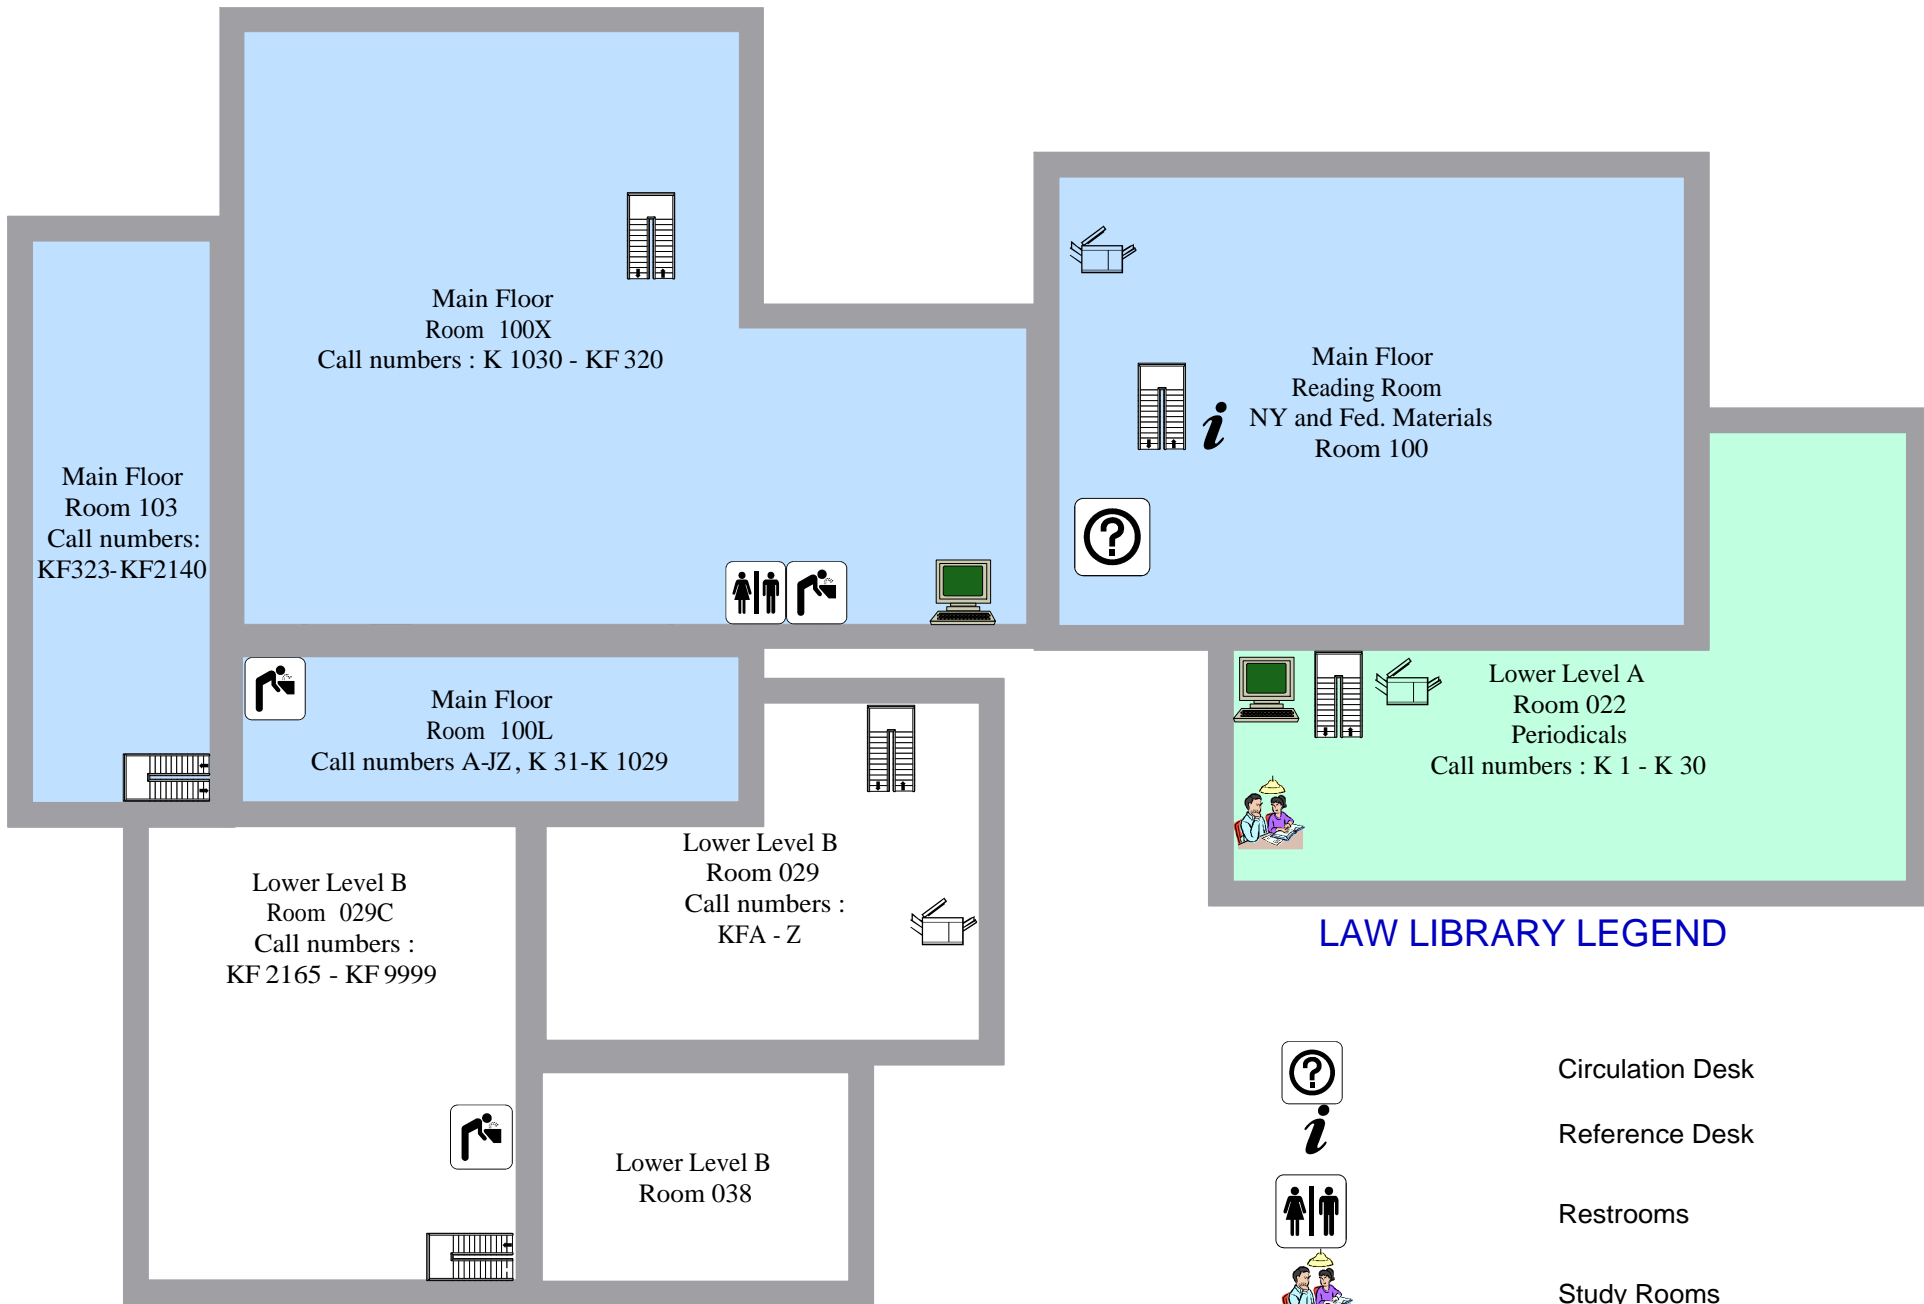 Main Floor
Room 100X
Call numbers : K 1030 - KF 320
Main Floor
Reading Room
NY and Fed. Materials
Room 100
Main Floor
Room 103
Call numbers:
KF323-KF2140
Main Floor
Room 100L
Call numbers A-JZ, K 31-K 1029
Lower Level A
Room 022
Periodicals
Call numbers : K 1 - K 30
Lower Level B
Room 029
Call numbers :
KFA - Z
Lower Level B
Room 029C
Call numbers :
KF 2165 - KF 9999
Lower Level B
Room 038
LAW LIBRARY LEGEND
Circulation Desk
Reference Desk
Restrooms
Study Rooms